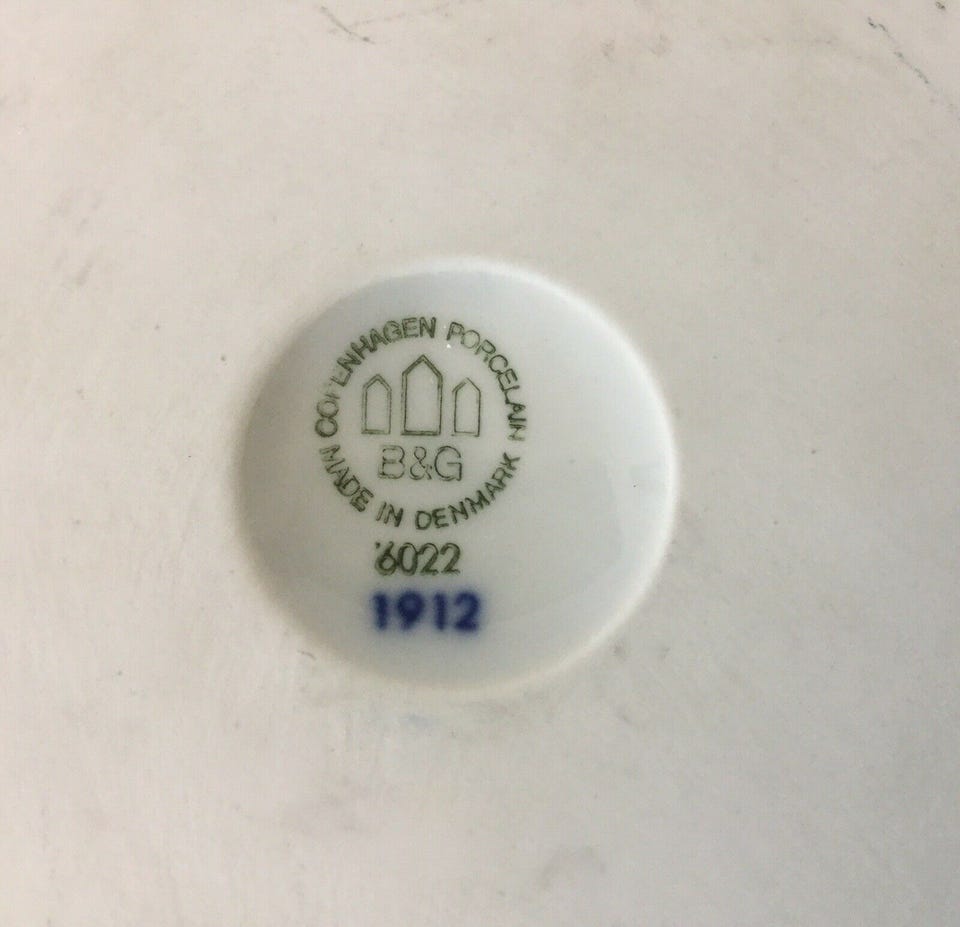 COPENHAGEN PORCELAIN
B&G
MADE IN DENMARK
6022
1912